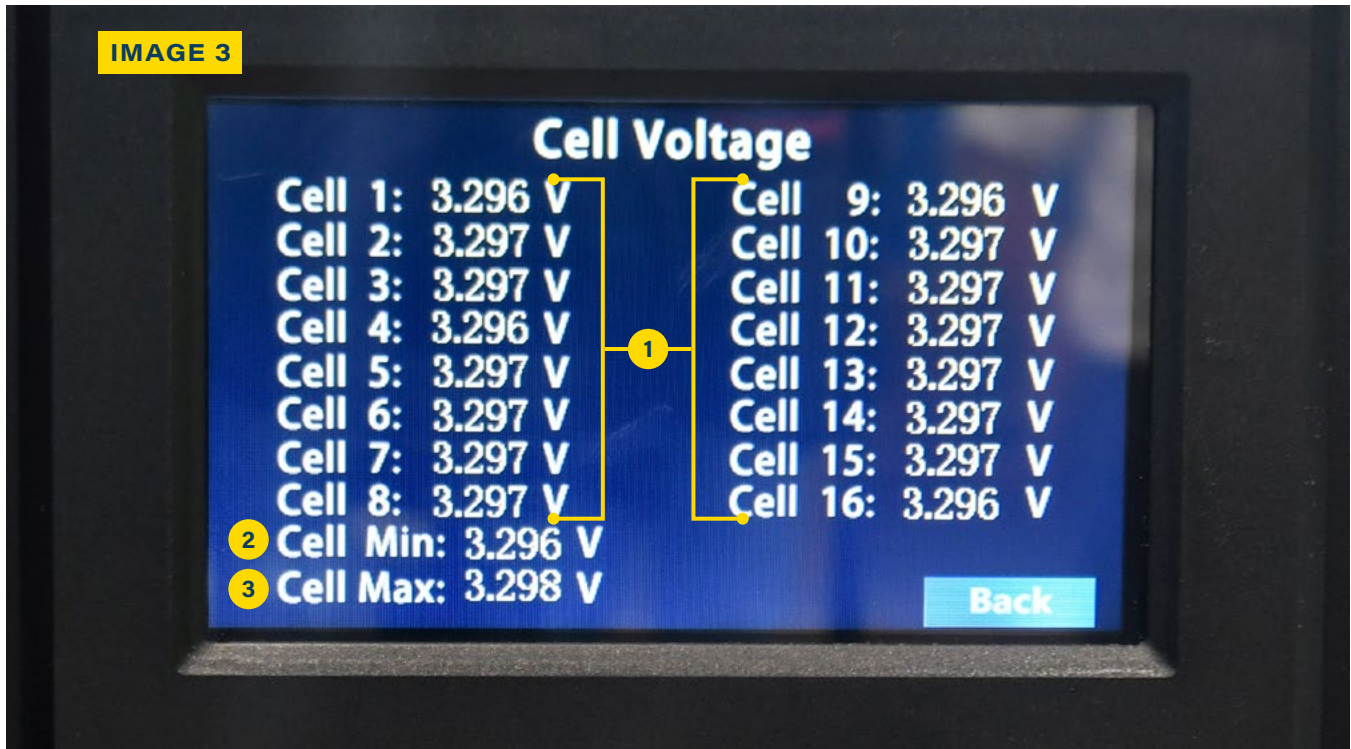 IMAGE 3
Cell Voltage
Cell 1: 3.296 V
Cell 2: 3.297 V
Cell 3: 3.297 V
Cell 4: 3.296 V
Cell 5: 3.297 V
Cell 6: 3.297 V
Cell 7: 3.297 V
Cell 8: 3.297 V
1
Cell 9: 3.296 V
Cell 10: 3.297 V
Cell 11: 3.297 V
Cell 12: 3.297 V
Cell 13: 3.297 V
Cell 14: 3.297 V
Cell 15: 3.297 V
Cell 16: 3.296 V
2 Cell Min: 3.296 V
3 Cell Max: 3.298 V
Back